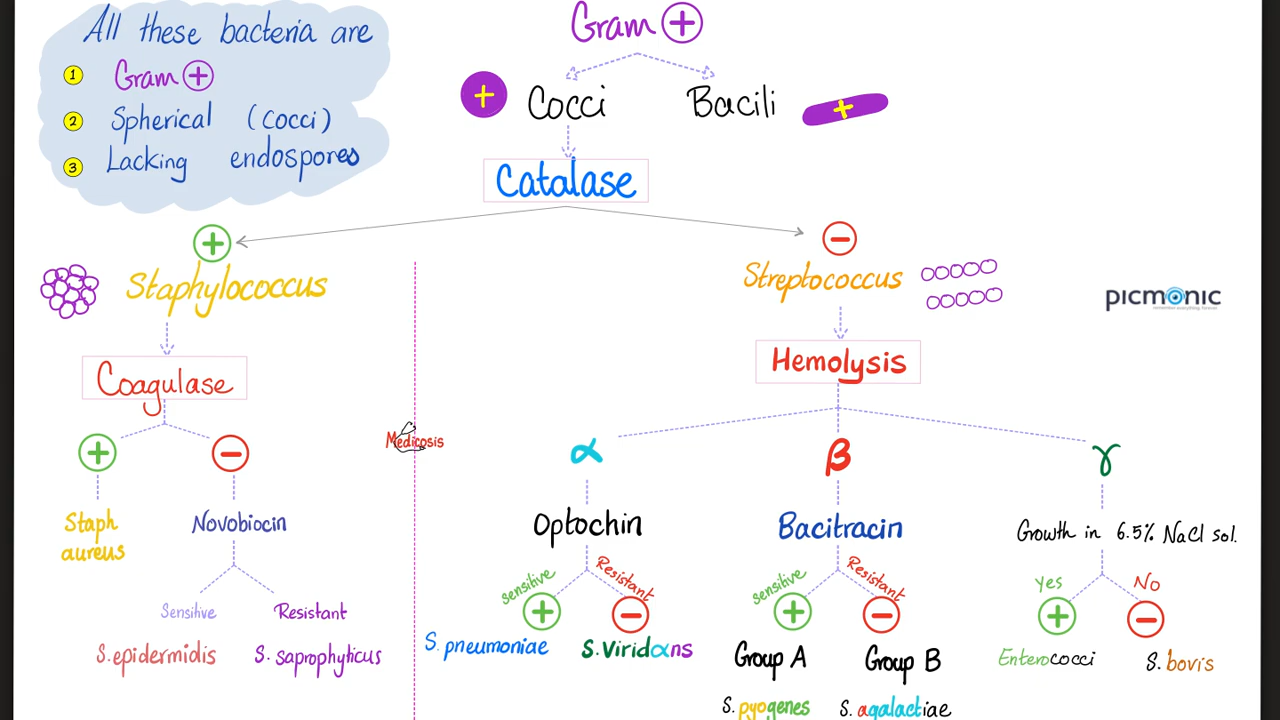 All these bacteria are
1 Gram +
2 Spherical (cocci)
3 Lacking endospores
Gram +
+ Cocci Bacili +
Catalase
+ −
Staphylococcus Streptococcus
picmonic
Coagulase Hemolysis
Medicosis
+ − α β γ
Staph aureus
Novobiocin Optochin Bacitracin Growth in 6.5% NaCl sol.
Sensitive Resistant
Sensitive Resistant
Sensitive Resistant
Yes No
+ − + − + −
S. epidermidis S. saprophyticus
S. pneumoniae S. Viridαns
Group A Group B
Enterococci S. bovis
S. pyogenes S. agalactiae